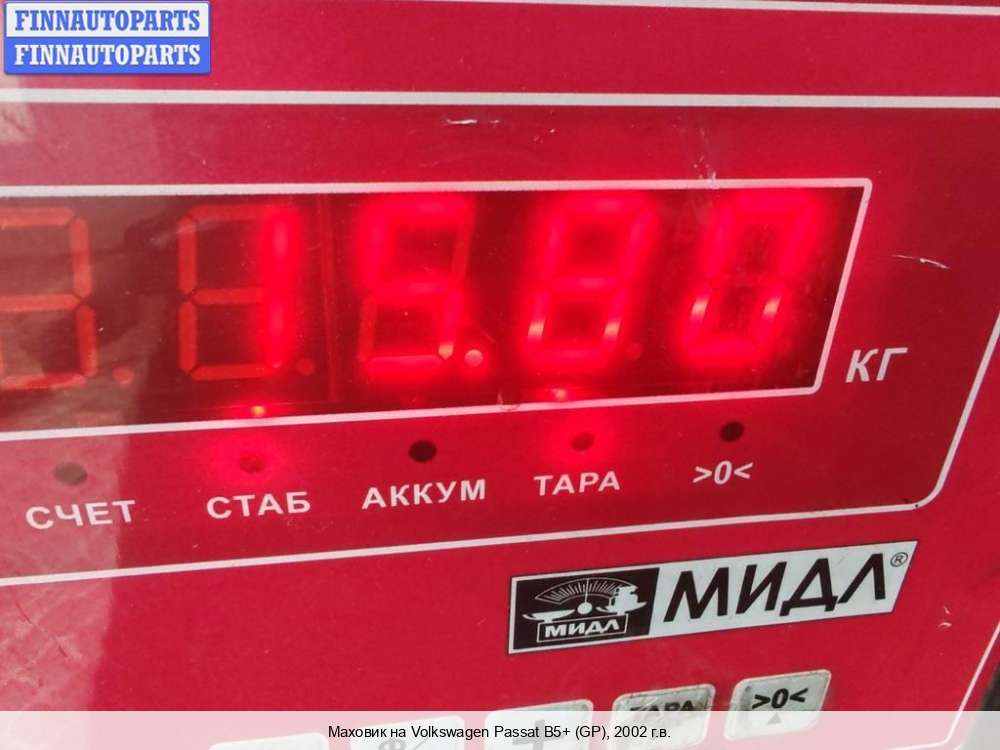 FINNAUTOPARTS
FINNAUTOPARTS
15.80
КГ
СЧЕТ СТАБ АККУМ ТАРА >0<
МИДЛ МИДЛ®
+ ТАРА >0<
Маховик на Volkswagen Passat B5+ (GP), 2002 г.в.